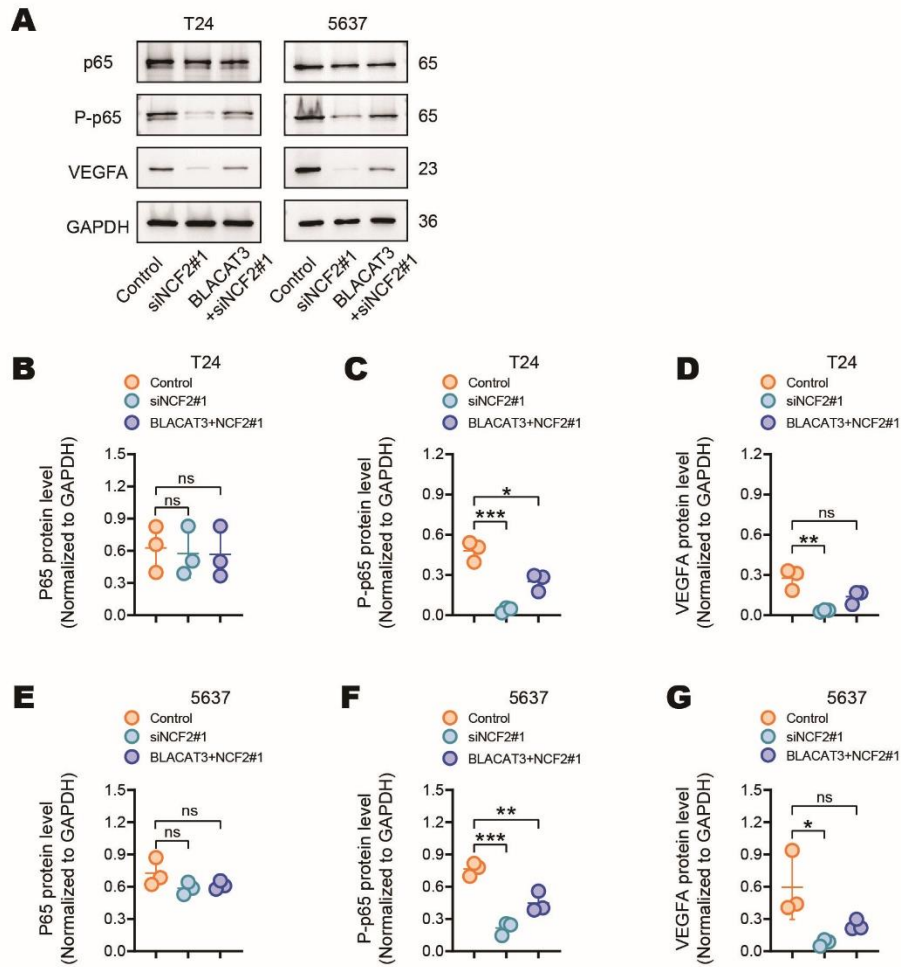 A
T24
5637
p65
65
P-p65
65
VEGFA
23
GAPDH
36
Control
siNCF2#1
BLACAT3
+siNCF2#1
Control
siNCF2#1
BLACAT3
+siNCF2#1
B
T24
Control
siNCF2#1
BLACAT3+NCF2#1
P65 protein level
(Normalized to GAPDH)
1.5
1.2
0.9
0.6
0.3
0.0
ns
ns
C
T24
Control
siNCF2#1
BLACAT3+NCF2#1
P-p65 protein level
(Normalized to GAPDH)
1.2
0.9
0.6
0.3
0.0
*
***
D
T24
Control
siNCF2#1
BLACAT3+NCF2#1
VEGFA protein level
(Normalized to GAPDH)
1.2
0.9
0.6
0.3
0.0
ns
**
E
5637
Control
siNCF2#1
BLACAT3+NCF2#1
P65 protein level
(Normalized to GAPDH)
1.5
1.2
0.9
0.6
0.3
0.0
ns
ns
F
5637
Control
siNCF2#1
BLACAT3+NCF2#1
P-p65 protein level
(Normalized to GAPDH)
1.5
1.2
0.9
0.6
0.3
0.0
**
***
G
5637
Control
siNCF2#1
BLACAT3+NCF2#1
VEGFA protein level
(Normalized to GAPDH)
1.5
1.2
0.9
0.6
0.3
0.0
ns
*